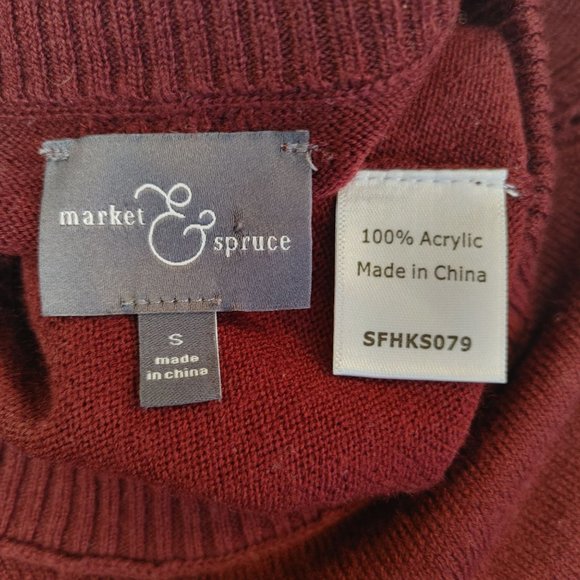 market & spruce
S
made
in china
100% Acrylic
Made in China
SFHKS079